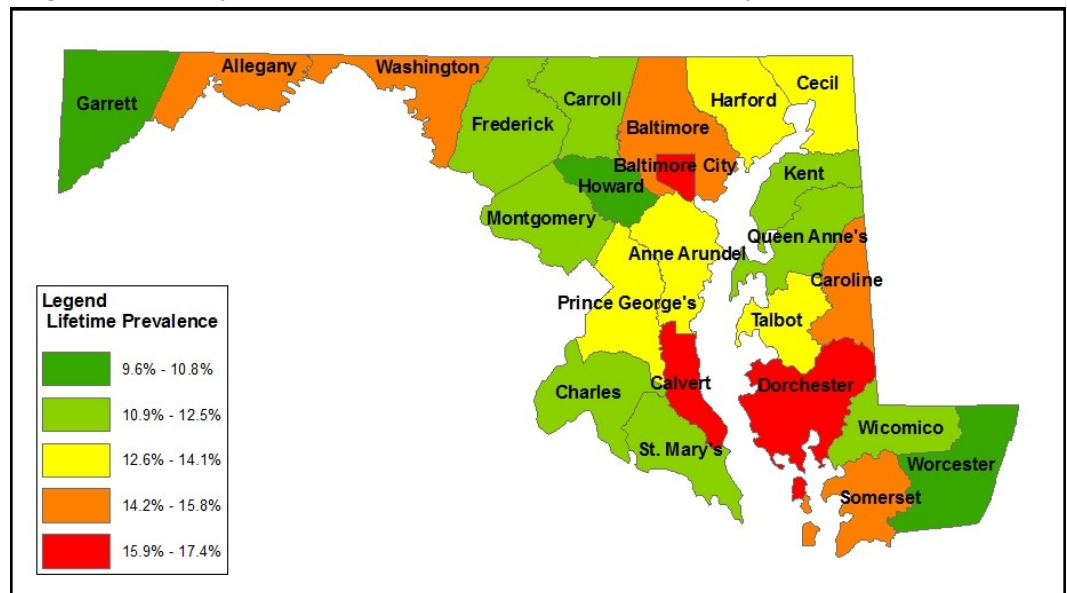 Allegany
Washington
Cecil
Garrett
Carroll
Harford
Frederick
Baltimore
Baltimore City
Kent
Howard
Montgomery
Queen Anne's
Anne Arundel
Caroline
Prince George's
Talbot
Calvert
Dorchester
Charles
Wicomico
St. Mary's
Worcester
Somerset
Legend
Lifetime Prevalence
9.6% - 10.8%
10.9% - 12.5%
12.6% - 14.1%
14.2% - 15.8%
15.9% - 17.4%